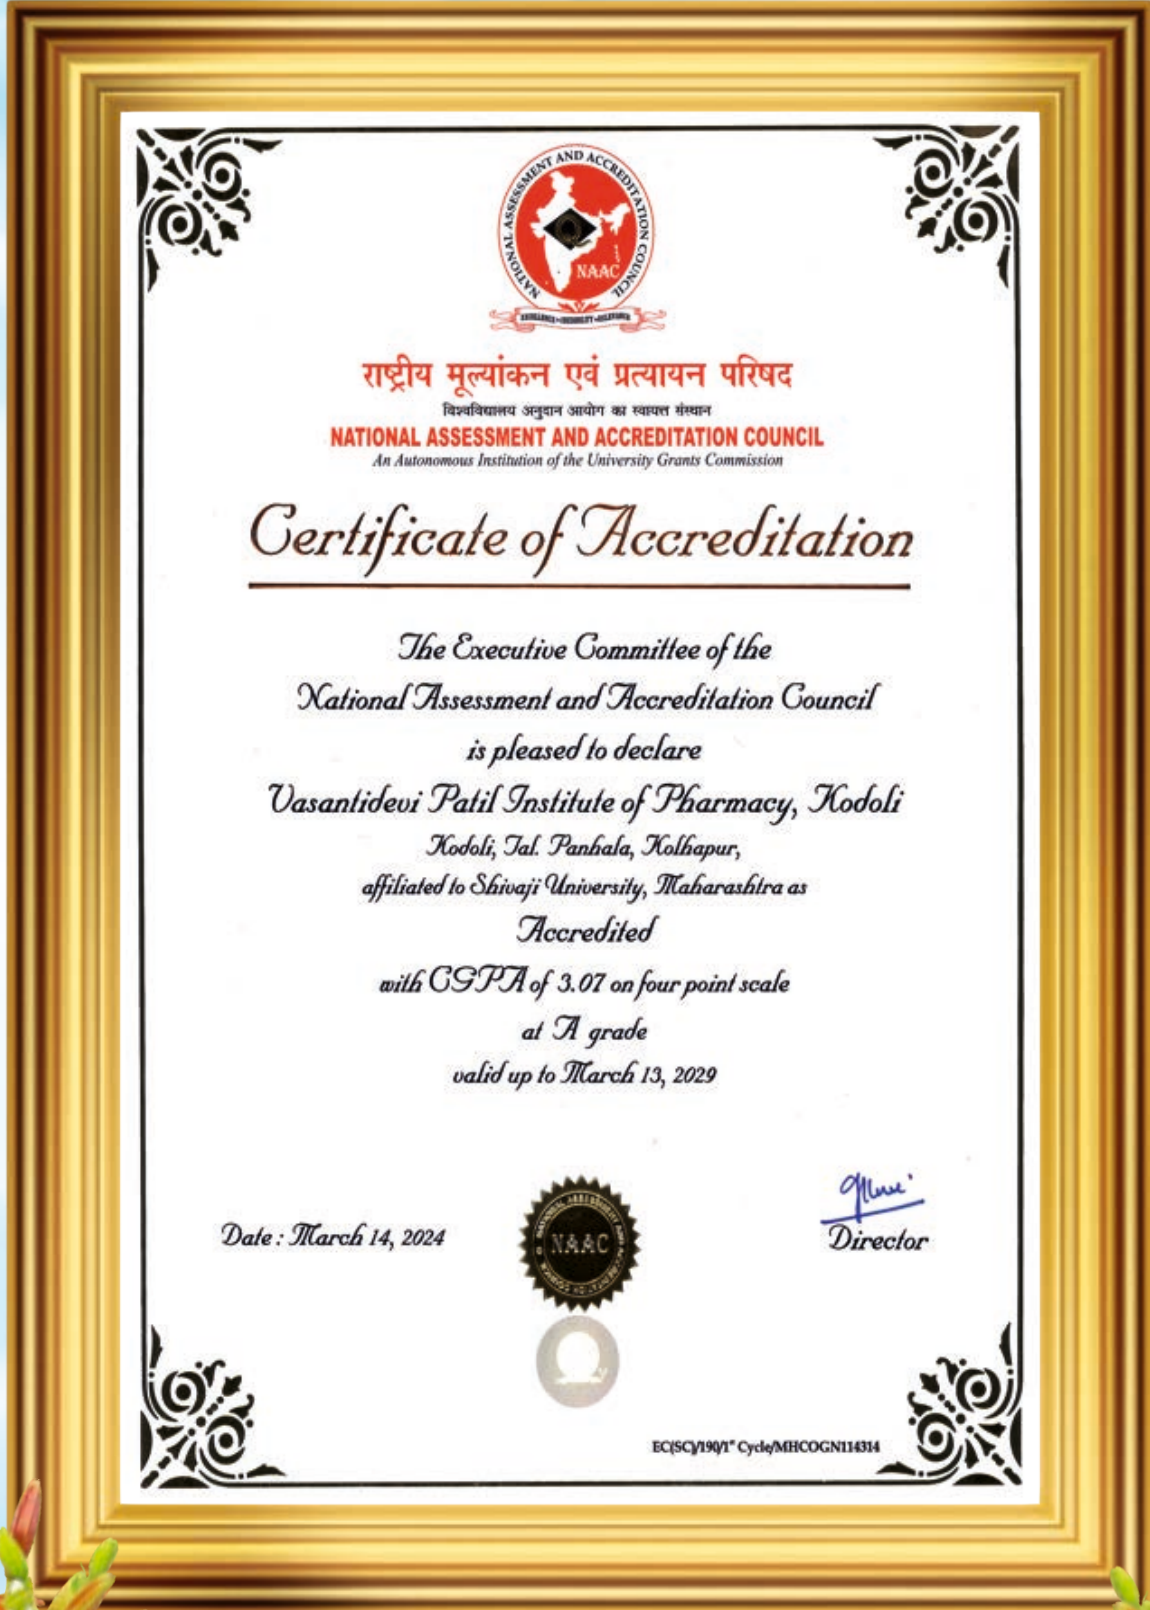 NATIONAL ASSESSMENT AND ACCREDITATION COUNCIL
NAAC
EXCELLENCE • CREDIBILITY • RELEVANCE
राष्ट्रीय मूल्यांकन एवं प्रत्यायन परिषद
विश्वविद्यालय अनुदान आयोग का स्वायत्त संस्थान
NATIONAL ASSESSMENT AND ACCREDITATION COUNCIL
An Autonomous Institution of the University Grants Commission
Certificate of Accreditation
The Executive Committee of the
National Assessment and Accreditation Council
is pleased to declare
Vasantidevi Patil Institute of Pharmacy, Kodoli
Kodoli, Tal. Panhala, Kolhapur,
affiliated to Shivaji University, Maharashtra as
Accredited
with CGPA of 3.07 on four point scale
at A grade
valid up to March 13, 2029
Date : March 14, 2024
NAAC
Director
EC(SC)/190/1st Cycle/MHCOGN114314